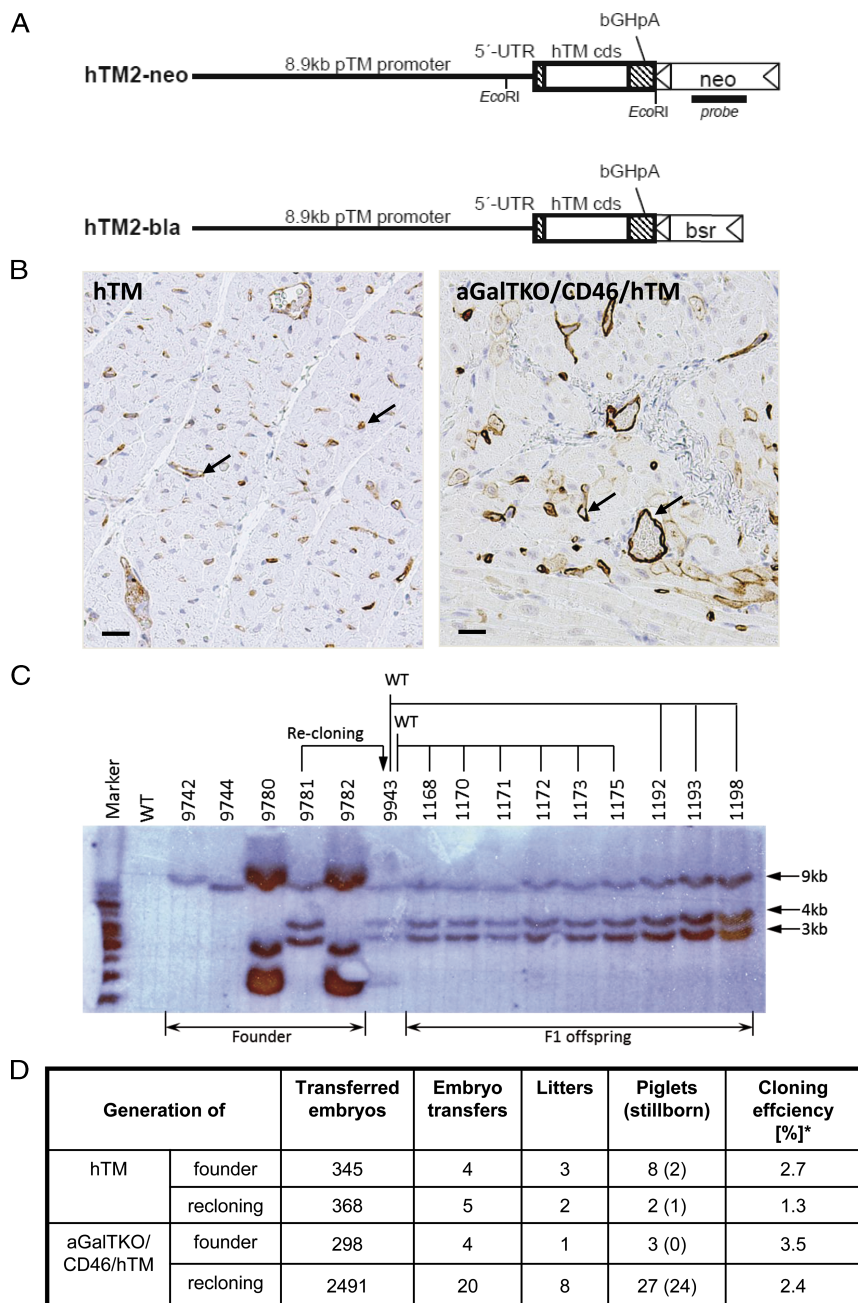 A
bGHpA
5´-UTR hTM cds
8.9kb pTM promoter
hTM2-neo
neo
EcoRI
EcoRI
probe
bGHpA
5´-UTR hTM cds
8.9kb pTM promoter
hTM2-bla
bsr
B
hTM
aGalTKO/CD46/hTM
C
WT
Re-cloning
WT
Marker
WT
9742
9744
9780
9781
9782
9943
1168
1170
1171
1172
1173
1175
1192
1193
1198
9kb
4kb
3kb
Founder
F1 offspring
D
Generation of
Transferred embryos
Embryo transfers
Litters
Piglets (stillborn)
Cloning effciency [%]*
hTM
founder 345 4 3 8 (2) 2.7
recloning 368 5 2 2 (1) 1.3
aGalTKO/ CD46/hTM
founder 298 4 1 3 (0) 3.5
recloning 2491 20 8 27 (24) 2.4